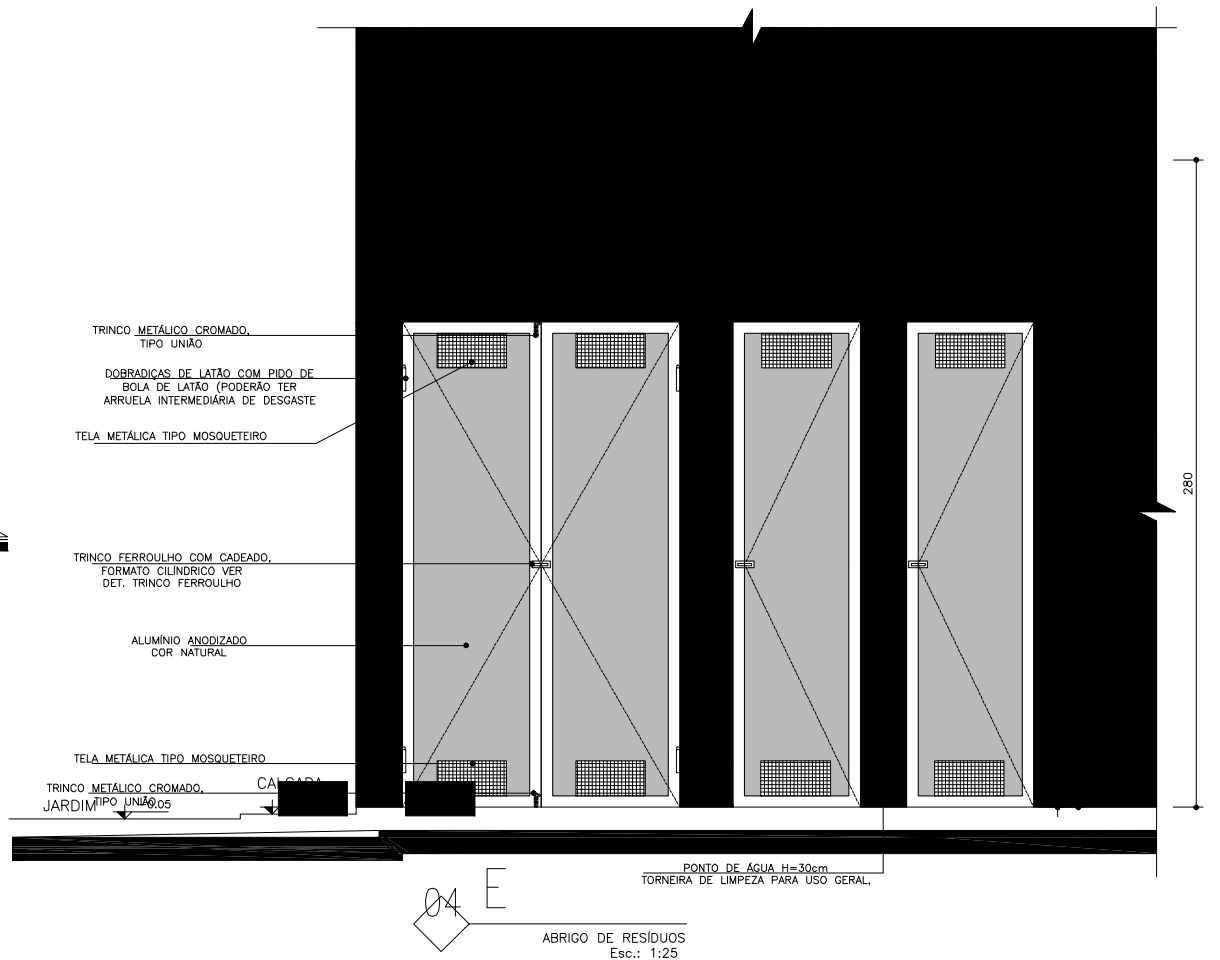 TRINCO METÁLICO CROMADO,
TIPO UNIÃO
DOBRADIÇAS DE LATÃO COM PIDO DE
BOLA DE LATÃO (PODERÃO TER
ARRUELA INTERMEDIÁRIA DE DESGASTE
TELA METÁLICA TIPO MOSQUETEIRO
280
TRINCO FERROULHO COM CADEADO,
FORMATO CILÍNDRICO VER
DET. TRINCO FERROULHO
ALUMÍNIO ANODIZADO
COR NATURAL
TELA METÁLICA TIPO MOSQUETEIRO
CALÇADA
TRINCO METÁLICO CROMADO,
TIPO UNIÃO
JARDIM
PONTO DE ÁGUA H=30cm
TORNEIRA DE LIMPEZA PARA USO GERAL,
04 E
ABRIGO DE RESÍDUOS
Esc.: 1:25